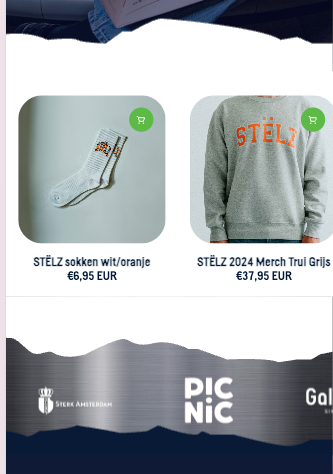 STËLZ
STËLZ sokken wit/oranje
€6,95 EUR
STËLZ 2024 Merch Trui Grijs
€37,95 EUR
STERK AMSTERDAM
PIC
NiC
Gal